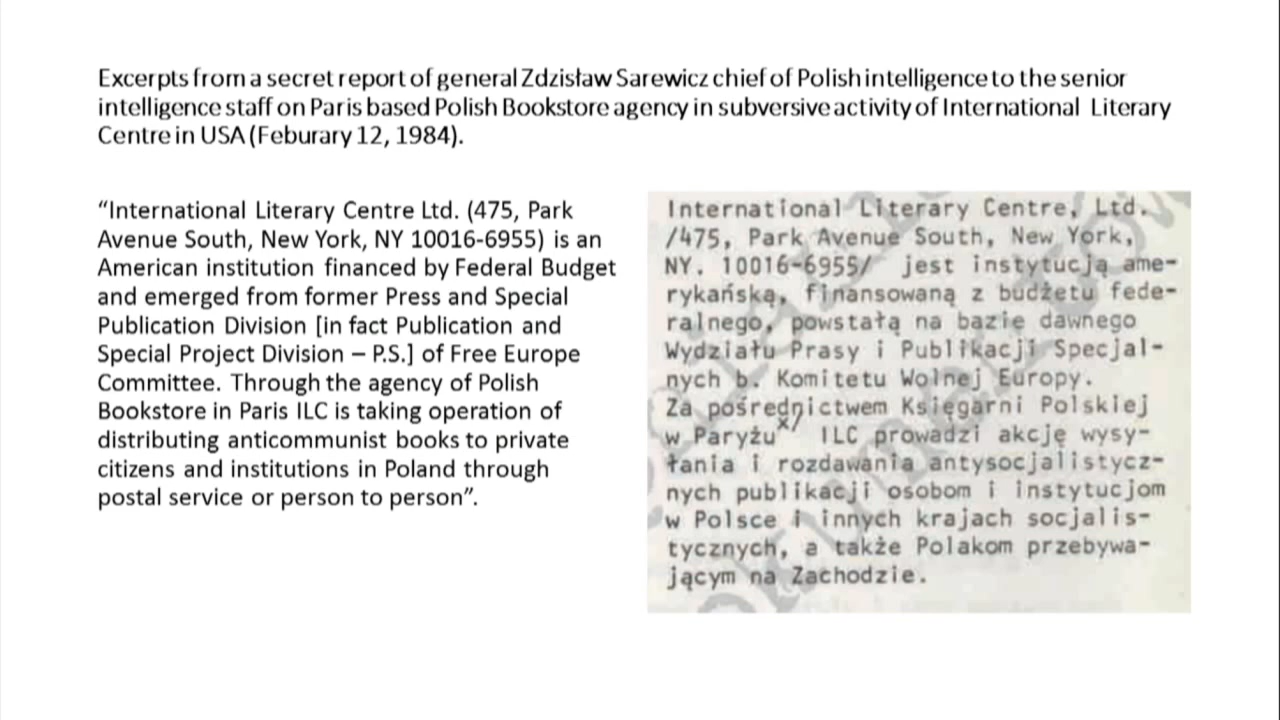 Excerpts from a secret report of general Zdzisław Sarewicz chief of Polish intelligence to the senior
intelligence staff on Paris based Polish Bookstore agency in subversive activity of International Literary
Centre in USA (Feburary 12, 1984).
“International Literary Centre Ltd. (475, Park
Avenue South, New York, NY 10016-6955) is an
American institution financed by Federal Budget
and emerged from former Press and Special
Publication Division [in fact Publication and
Special Project Division – P.S.] of Free Europe
Committee. Through the agency of Polish
Bookstore in Paris ILC is taking operation of
distributing anticommunist books to private
citizens and institutions in Poland through
postal service or person to person”.
International Literary Centre, Ltd.
/475, Park Avenue South, New York,
NY. 10016-6955/ jest instytucją ame-
rykańską, finansowaną z budżetu fede-
ralnego, powstałą na bazie dawnego
Wydziału Prasy i Publikacji Specjal-
nych b. Komitetu Wolnej Europy.
Za pośrednictwem Księgarni Polskiej
w Paryżu x/ ILC prowadzi akcję wysy-
łania i rozdawania antysocjalistycz-
nych publikacji osobom i instytucjom
w Polsce i innych krajach socjalis-
tycznych, a także Polakom przebywa-
jącym na Zachodzie.